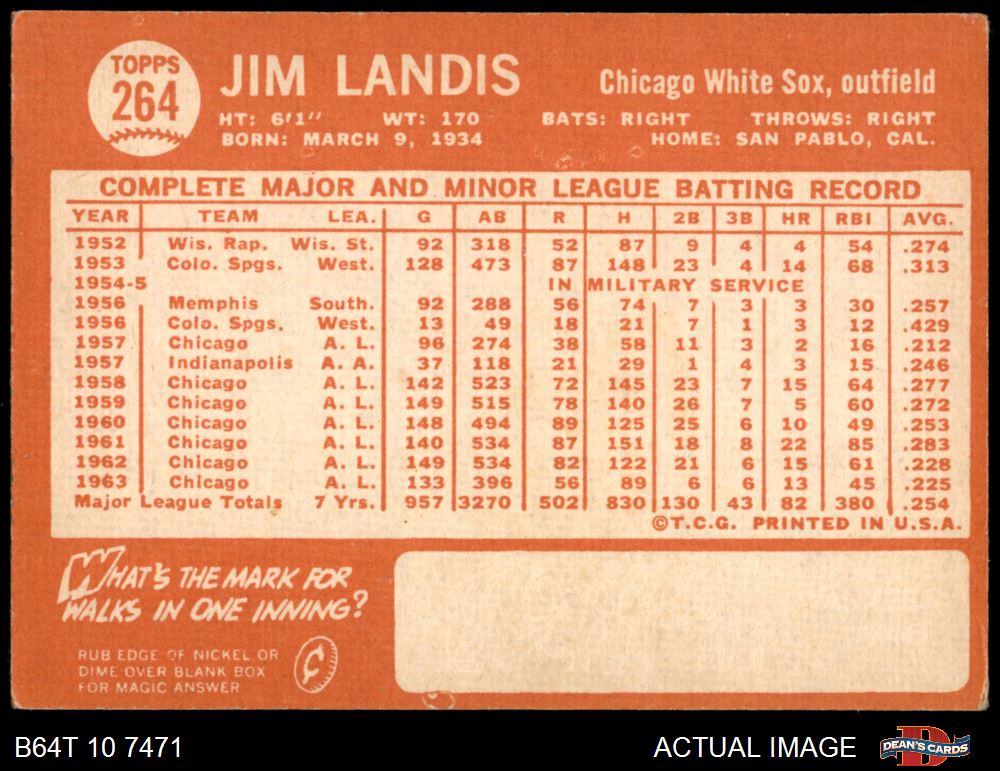 TOPPS
264
JIM LANDIS
Chicago White Sox, outfield
HT: 6'1" WT: 170 BATS: RIGHT THROWS: RIGHT
BORN: MARCH 9, 1934 HOME: SAN PABLO, CAL.
COMPLETE MAJOR AND MINOR LEAGUE BATTING RECORD
YEAR TEAM LEA. G AB R H 2B 3B HR RBI AVG.
1952 Wis. Rap. Wis. St. 92 318 52 87 9 4 4 54 .274
1953 Colo. Spgs. West. 128 473 87 148 23 4 14 68 .313
1954-5 IN MILITARY SERVICE
1956 Memphis South. 92 288 56 74 7 3 3 30 .257
1956 Colo. Spgs. West. 13 49 18 21 7 1 3 12 .429
1957 Chicago A. L. 96 274 38 58 11 3 2 16 .212
1957 Indianapolis A. A. 37 118 21 29 1 4 3 15 .246
1958 Chicago A. L. 142 523 72 145 23 7 15 64 .277
1959 Chicago A. L. 149 515 78 140 26 7 5 60 .272
1960 Chicago A. L. 148 494 89 125 25 6 10 49 .253
1961 Chicago A. L. 140 534 87 151 18 8 22 85 .283
1962 Chicago A. L. 149 534 82 122 21 6 15 61 .228
1963 Chicago A. L. 133 396 56 89 6 6 13 45 .225
Major League Totals 7 Yrs. 957 3270 502 830 130 43 82 380 .254
©T.C.G. PRINTED IN U.S.A.
WHAT'S THE MARK FOR
WALKS IN ONE INNING?
RUB EDGE OF NICKEL OR
DIME OVER BLANK BOX
FOR MAGIC ANSWER
¢
B64T 10 7471 ACTUAL IMAGE
D
DEAN'S CARDS